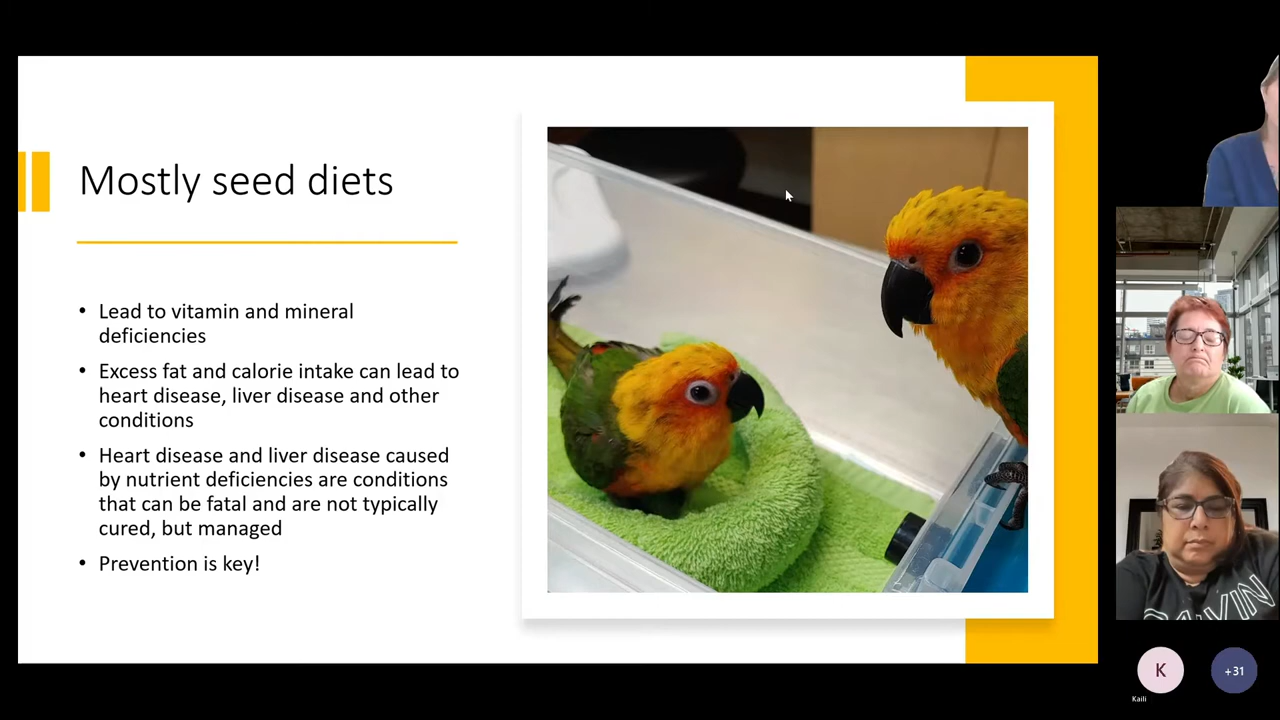 Mostly seed diets
• Lead to vitamin and mineral
deficiencies
• Excess fat and calorie intake can lead to
heart disease, liver disease and other
conditions
• Heart disease and liver disease caused
by nutrient deficiencies are conditions
that can be fatal and are not typically
cured, but managed
• Prevention is key!
K
+31
Kaili